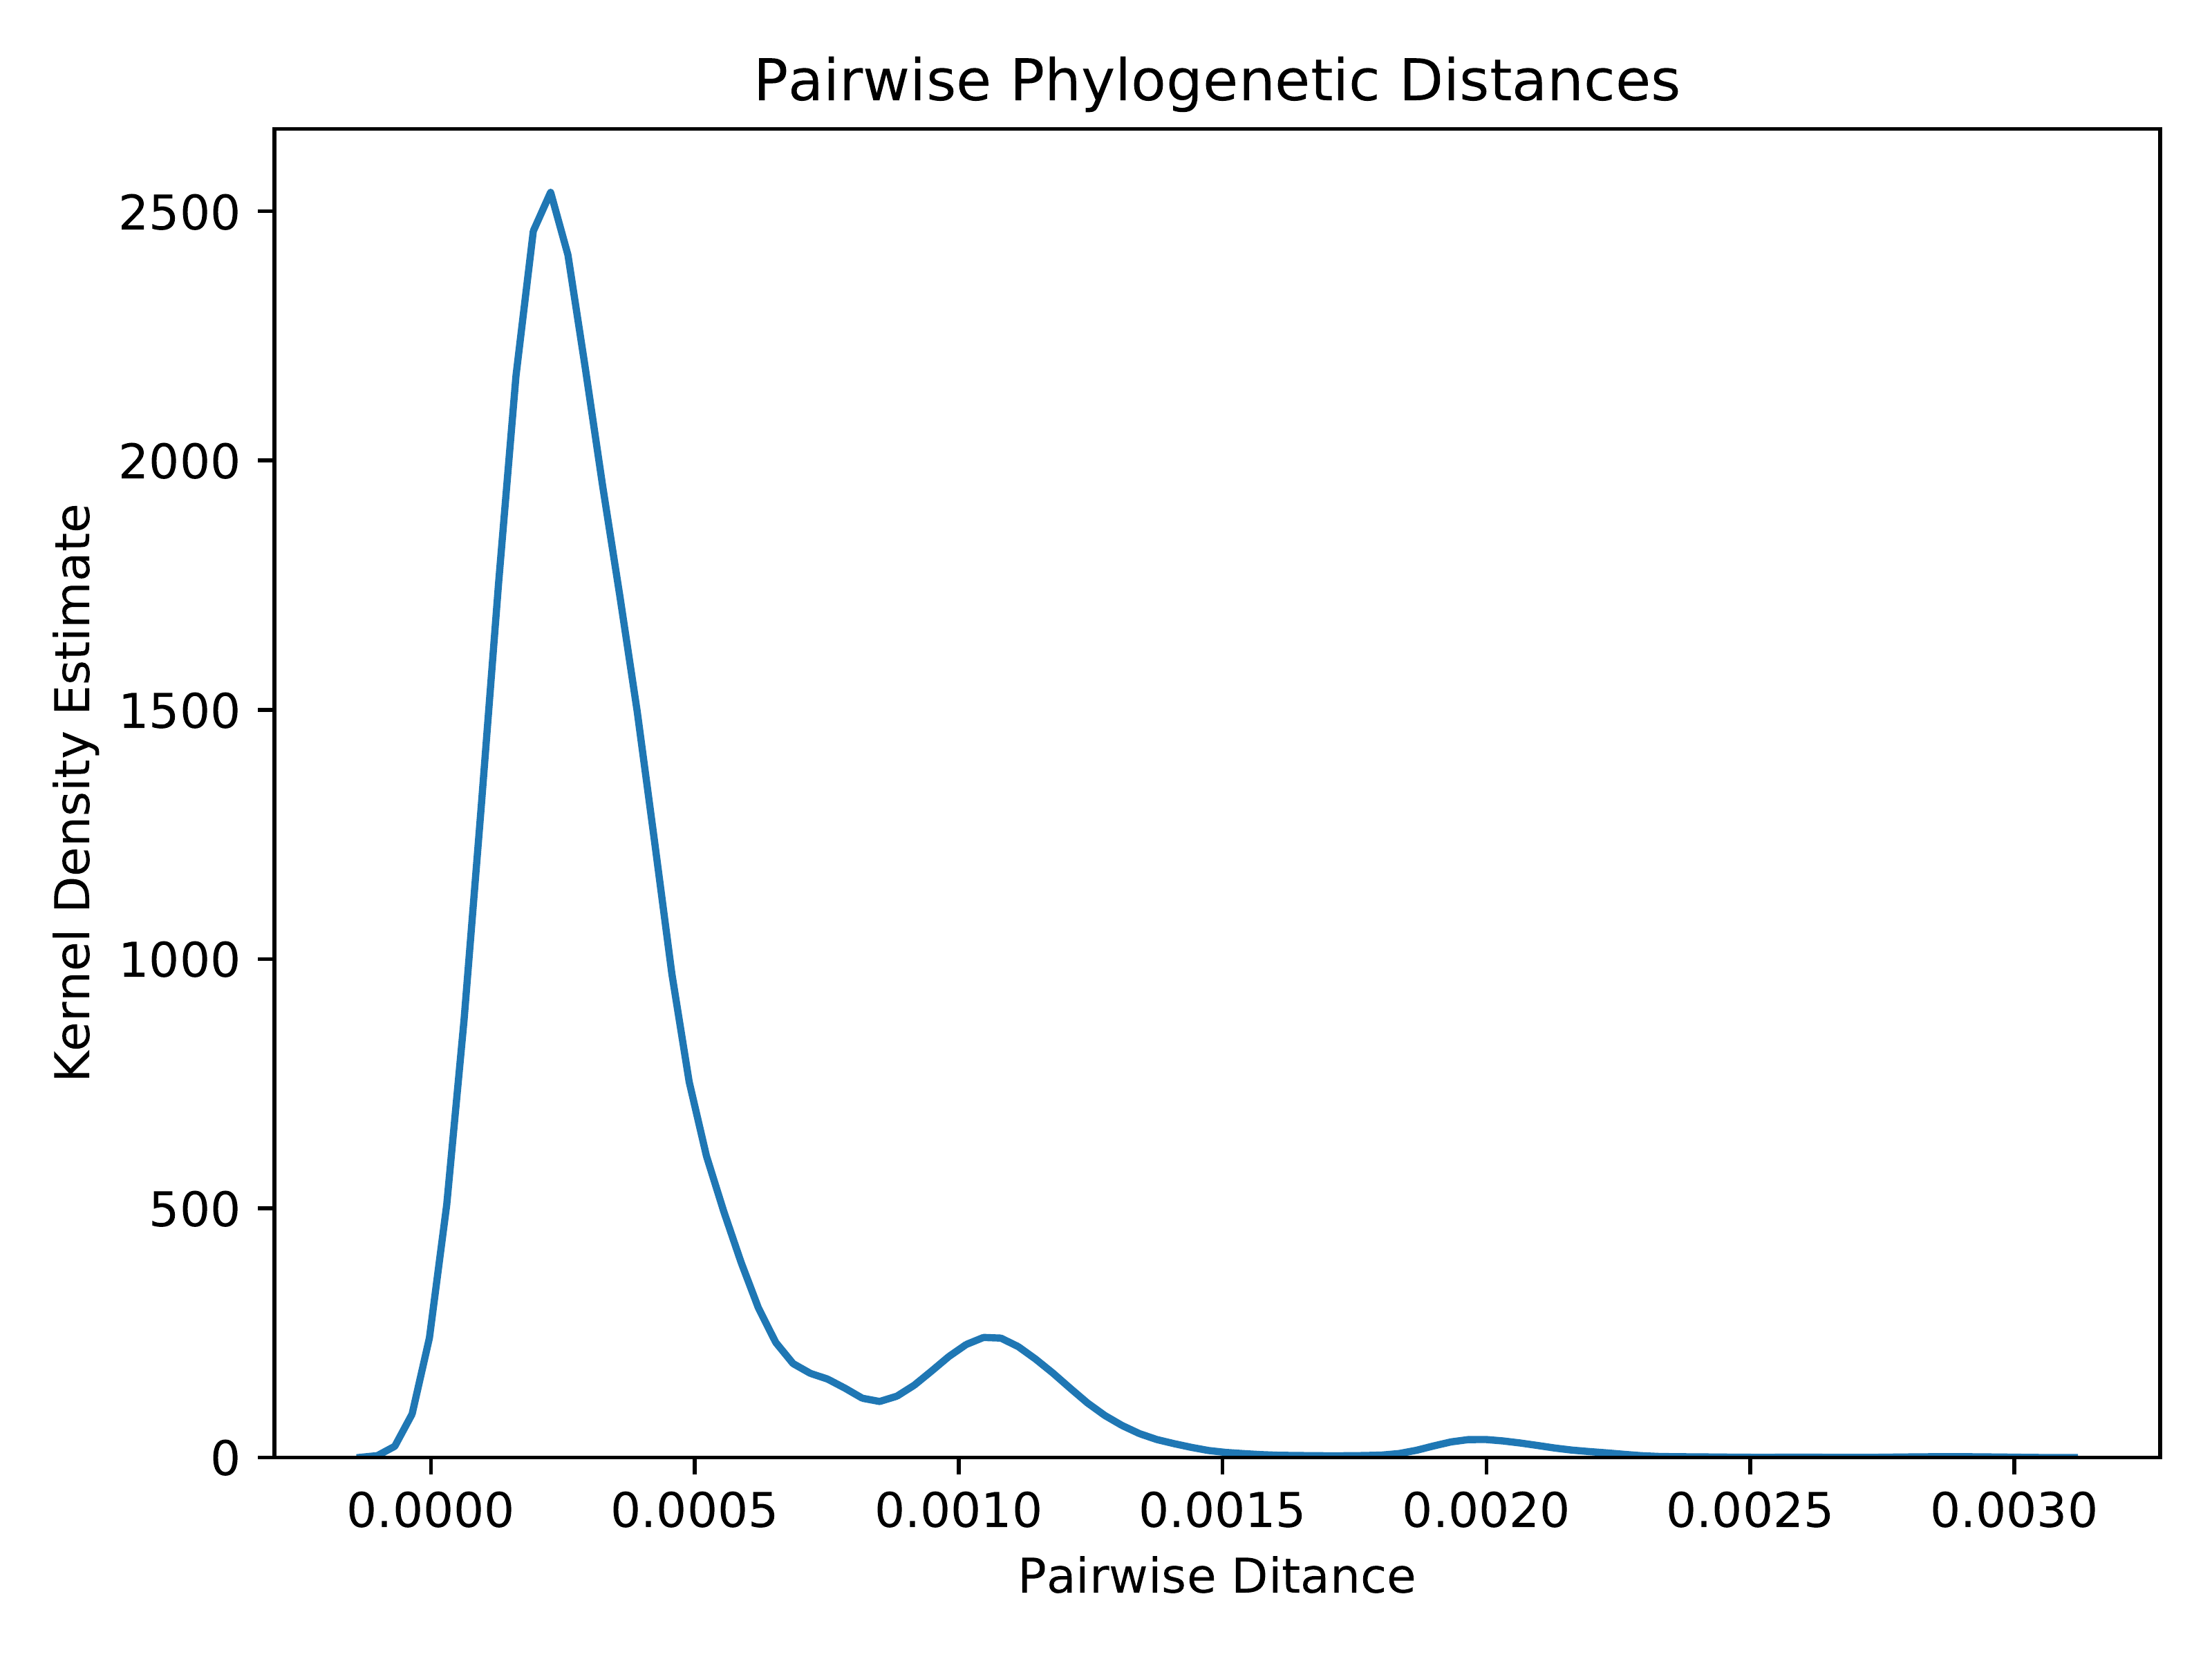 Pairwise Phylogenetic Distances
Kernel Density Estimate
2500
2000
1500
1000
500
0
0.0000 0.0005 0.0010 0.0015 0.0020 0.0025 0.0030
Pairwise Ditance